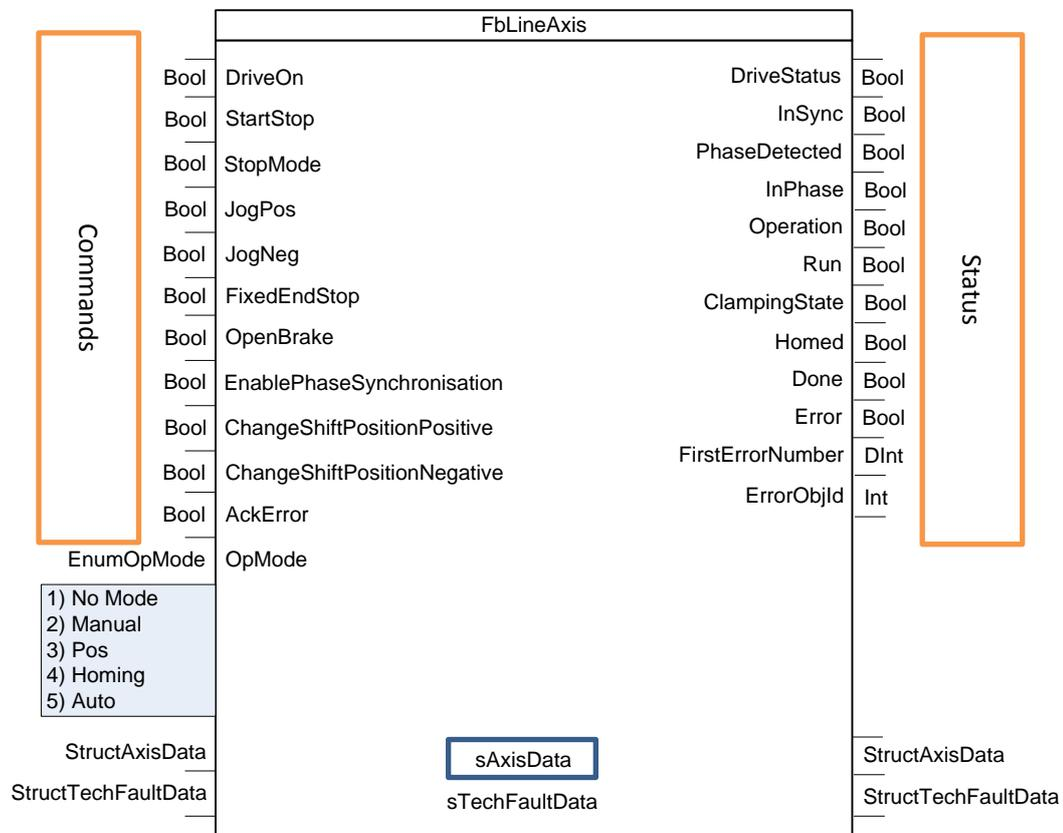 FbLineAxis
Commands
Bool DriveOn
Bool StartStop
Bool StopMode
Bool JogPos
Bool JogNeg
Bool FixedEndStop
Bool OpenBrake
Bool EnablePhaseSynchronisation
Bool ChangeShiftPositionPositive
Bool ChangeShiftPositionNegative
Bool AckError
EnumOpMode OpMode
1) No Mode
2) Manual
3) Pos
4) Homing
5) Auto
DriveStatus Bool
InSync Bool
PhaseDetected Bool
InPhase Bool
Operation Bool
Run Bool
ClampingState Bool
Homed Bool
Done Bool
Error Bool
FirstErrorNumber DInt
ErrorObjId Int
Status
StructAxisData sAxisData StructAxisData
StructTechFaultData sTechFaultData StructTechFaultData